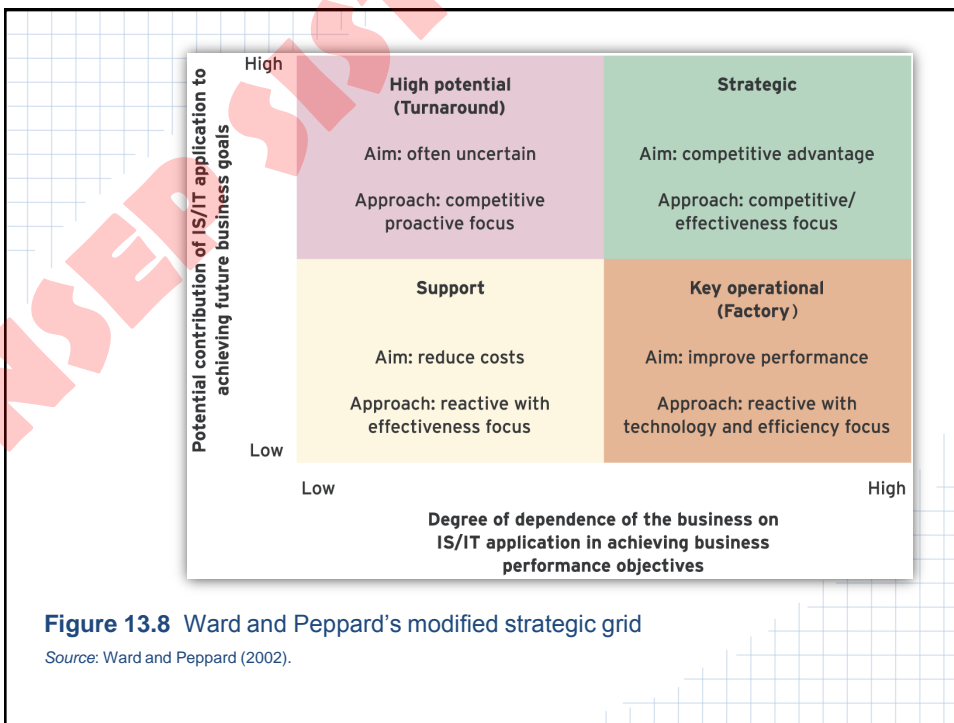 NSEP SIST
Potential contribution of IS/IT application to
achieving future business goals
High
Low
High potential
(Turnaround)
Aim: often uncertain
Approach: competitive
proactive focus
Strategic
Aim: competitive advantage
Approach: competitive/
effectiveness focus
Support
Aim: reduce costs
Approach: reactive with
effectiveness focus
Key operational
(Factory)
Aim: improve performance
Approach: reactive with
technology and efficiency focus
Low
High
Degree of dependence of the business on
IS/IT application in achieving business
performance objectives
Figure 13.8 Ward and Peppard’s modified strategic grid
Source: Ward and Peppard (2002).